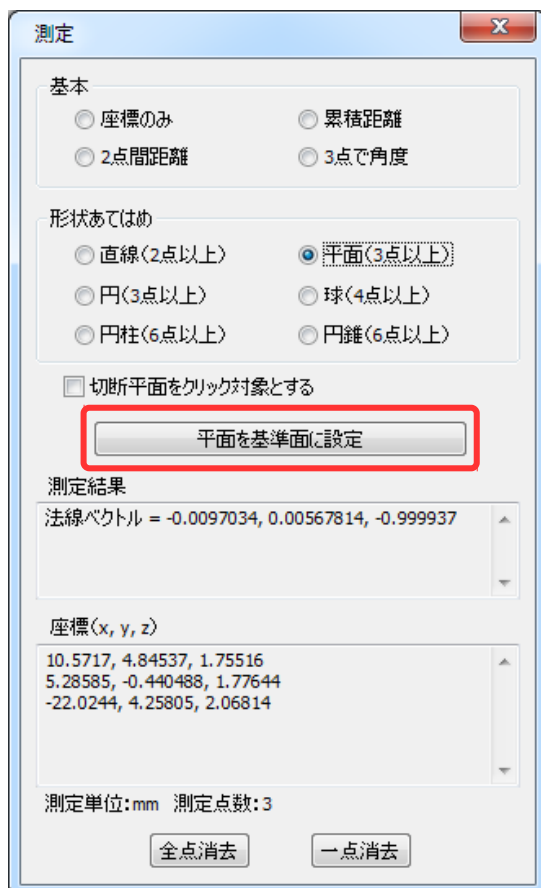 測定
基本
座標のみ 累積距離
2点間距離 3点で角度
形状あてはめ
直線(2点以上) 平面(3点以上)
円(3点以上) 球(4点以上)
円柱(6点以上) 円錐(6点以上)
切断平面をクリック対象とする
平面を基準面に設定
測定結果
法線ベクトル = -0.0097034, 0.00567814, -0.999937
座標(x, y, z)
10.5717, 4.84537, 1.75516
5.28585, -0.440488, 1.77644
-22.0244, 4.25805, 2.06814
測定単位:mm 測定点数:3
全点消去 一点消去